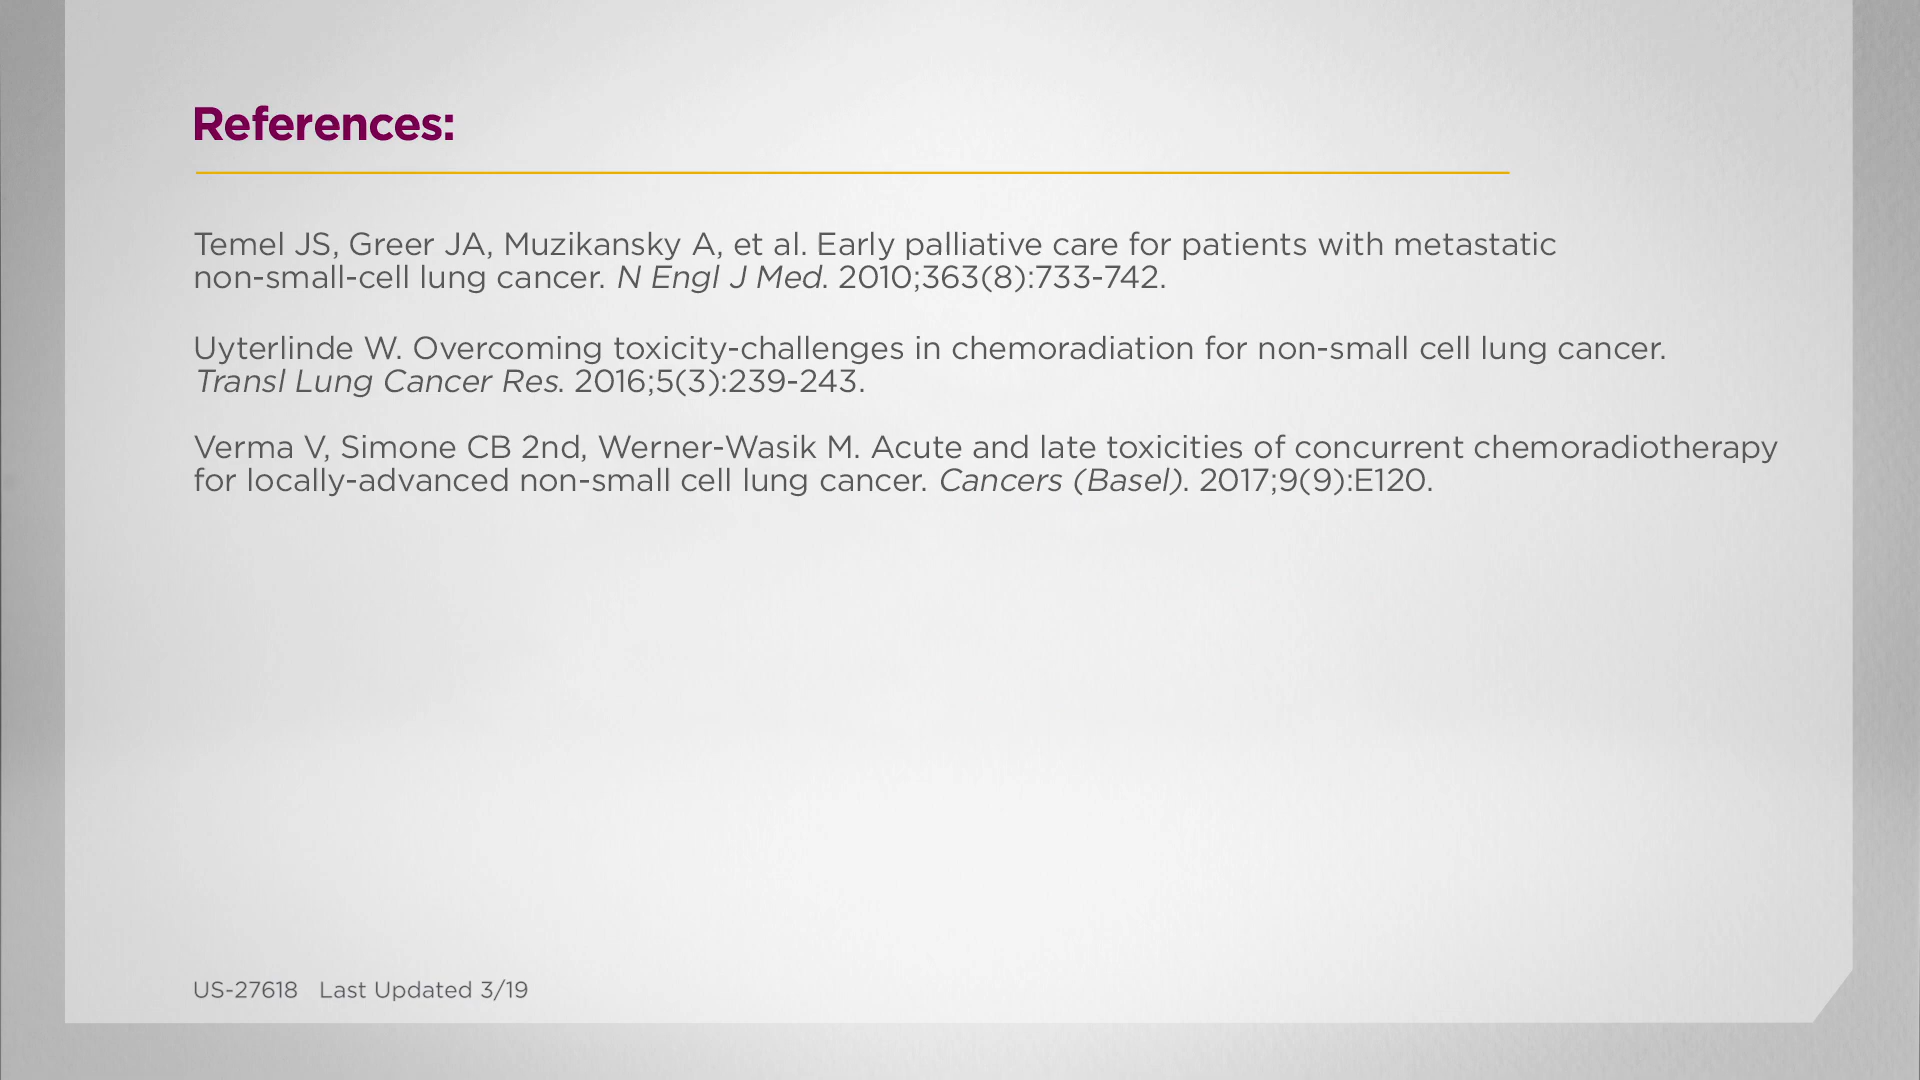 References:
Temel JS, Greer JA, Muzikansky A, et al. Early palliative care for patients with metastatic
non-small-cell lung cancer. N Engl J Med. 2010;363(8):733-742.
Uyterlinde W. Overcoming toxicity-challenges in chemoradiation for non-small cell lung cancer.
Transl Lung Cancer Res. 2016;5(3):239-243.
Verma V, Simone CB 2nd, Werner-Wasik M. Acute and late toxicities of concurrent chemoradiotherapy
for locally-advanced non-small cell lung cancer. Cancers (Basel). 2017;9(9):E120.
US-27618 Last Updated 3/19